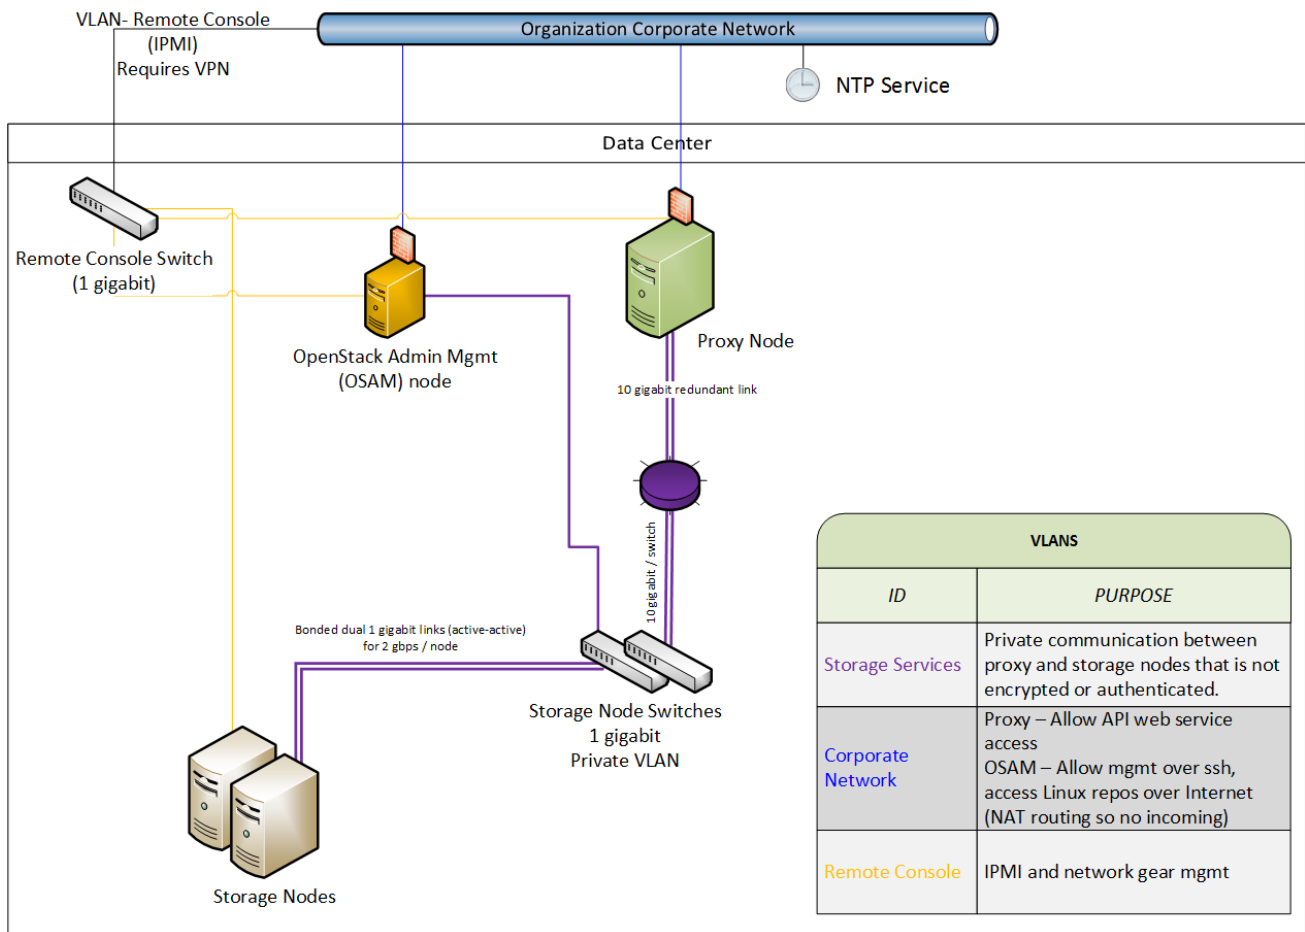 VLAN- Remote Console
(IPMI)
Requires VPN
Organization Corporate Network
NTP Service
Data Center
Remote Console Switch
(1 gigabit)
OpenStack Admin Mgmt
(OSAM) node
Proxy Node
10 gigabit redundant link
10 gigabit / switch
Bonded dual 1 gigabit links (active-active)
for 2 gbps / node
Storage Node Switches
1 gigabit
Private VLAN
Storage Nodes
VLANS
ID
PURPOSE
Storage Services
Private communication between
proxy and storage nodes that is not
encrypted or authenticated.
Corporate
Network
Proxy – Allow API web service
access
OSAM – Allow mgmt over ssh,
access Linux repos over Internet
(NAT routing so no incoming)
Remote Console
IPMI and network gear mgmt